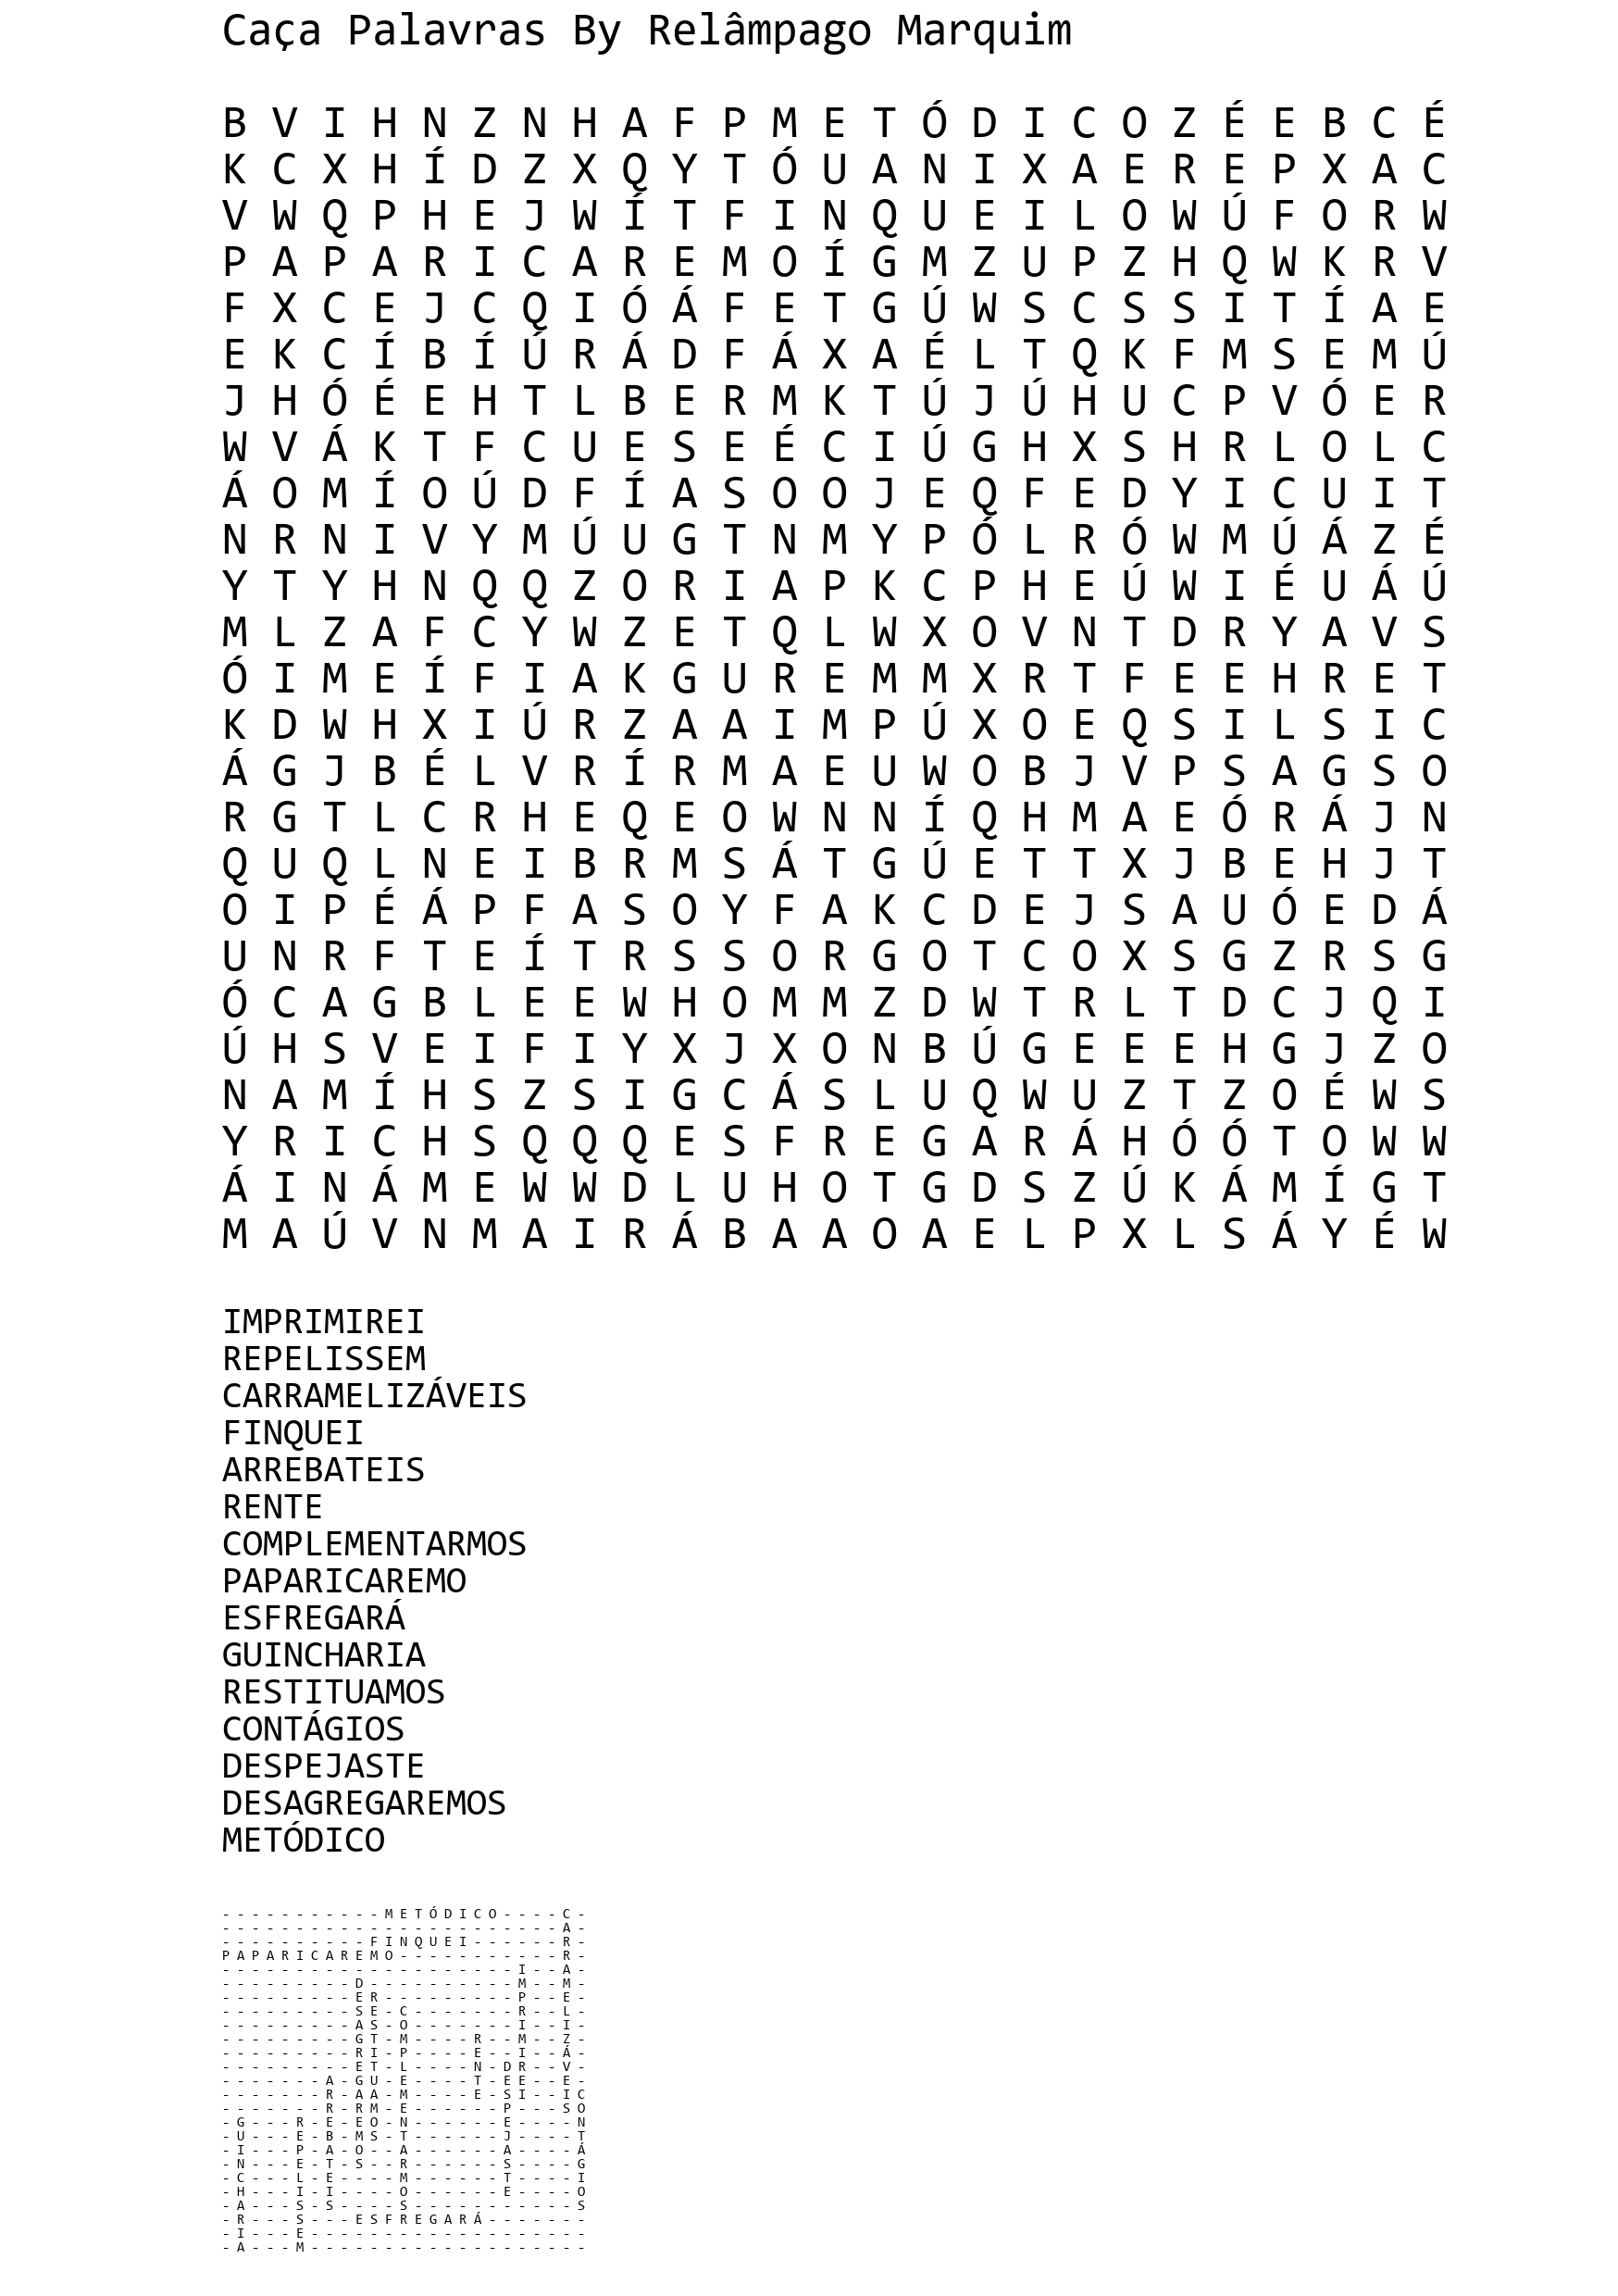 Caça Palavras By Relâmpago Marquim
B V I H N Z N H A F P M E T Ó D I C O Z É E B C É
K C X H Í D Z X Q Y T Ó U A N I X A E R E P X A C
V W Q P H E J W Í T F I N Q U E I L O W Ú F O R W
P A P A R I C A R E M O Í G M Z U P Z H Q W K R V
F X C E J C Q I Ó Á F E T G Ú W S C S S I T Í A E
E K C Í B Í Ú R Á D F Á X A É L T Q K F M S E M Ú
J H Ó É E H T L B E R M K T Ú J Ú H U C P V Ó E R
W V Á K T F C U E S E É C I Ú G H X S H R L O L C
Á O M Í O Ú D F Í A S O O J E Q F E D Y I C U I T
N R N I V Y M Ú U G T N M Y P Ó L R Ó W M Ú Á Z É
Y T Y H N Q Q Z O R I A P K C P H E Ú W I É U Á Ú
M L Z A F C Y W Z E T Q L W X O V N T D R Y A V S
Ó I M E Í F I A K G U R E M M X R T F E E H R E T
K D W H X I Ú R Z A A I M P Ú X O E Q S I L S I C
Á G J B É L V R Í R M A E U W O B J V P S A G S O
R G T L C R H E Q E O W N N Í Q H M A E Ó R Á J N
Q U Q L N E I B R M S Á T G Ú E T T X J B E H J T
O I P É Á P F A S O Y F A K C D E J S A U Ó E D Á
U N R F T E Í T R S S O R G O T C O X S G Z R S G
Ó C A G B L E E W H O M M Z D W T R L T D C J Q I
Ú H S V E I F I Y X J X O N B Ú G E E E H G J Z O
N A M Í H S Z S I G C Á S L U Q W U Z T Z O É W S
Y R I C H S Q Q Q E S F R E G A R Á H Ó Ó T O W W
Á I N Á M E W W D L U H O T G D S Z Ú K Á M Í G T
M A Ú V N M A I R Á B A A O A E L P X L S Á Y É W
IMPRIMIREI
REPELISSEM
CARRAMELIZÁVEIS
FINQUEI
ARREBATEIS
RENTE
COMPLEMENTARMOS
PAPARICAREMO
ESFREGARÁ
GUINCHARIA
RESTITUAMOS
CONTÁGIOS
DESPEJASTE
DESAGREGAREMOS
METÓDICO
- - - - - - - - - - - M E T Ó D I C O - - - - C -
- - - - - - - - - - - - - - - - - - - - - - - A -
- - - - - - - - - - F I N Q U E I - - - - - - R -
P A P A R I C A R E M O - - - - - - - - - - - R -
- - - - - - - - - - - - - - - - - - - - I - - A -
- - - - - - - - - D - - - - - - - - - - M - - M -
- - - - - - - - - E R - - - - - - - - - P - - E -
- - - - - - - - - S E - C - - - - - - - R - - L -
- - - - - - - - - A S - O - - - - - - - I - - I -
- - - - - - - - - G T - M - - - - R - - M - - Z -
- - - - - - - - - R I - P - - - - E - - I - - Á -
- - - - - - - - - E T - L - - - - N - D R - - V -
- - - - - - - A - G U - E - - - - T - E E - - E -
- - - - - - - R - A A - M - - - - E - S I - - I C
- - - - - - - R - R M - E - - - - - - P - - - S O
- G - - - R - E - E O - N - - - - - - E - - - - N
- U - - - E - B - M S - T - - - - - - J - - - - T
- I - - - P - A - O - - A - - - - - - A - - - - Á
- N - - - E - T - S - - R - - - - - - S - - - - G
- C - - - L - E - - - - M - - - - - - T - - - - I
- H - - - I - I - - - - O - - - - - - E - - - - O
- A - - - S - S - - - - S - - - - - - - - - - - S
- R - - - S - - - E S F R E G A R Á - - - - - - -
- I - - - E - - - - - - - - - - - - - - - - - - -
- A - - - M - - - - - - - - - - - - - - - - - - -